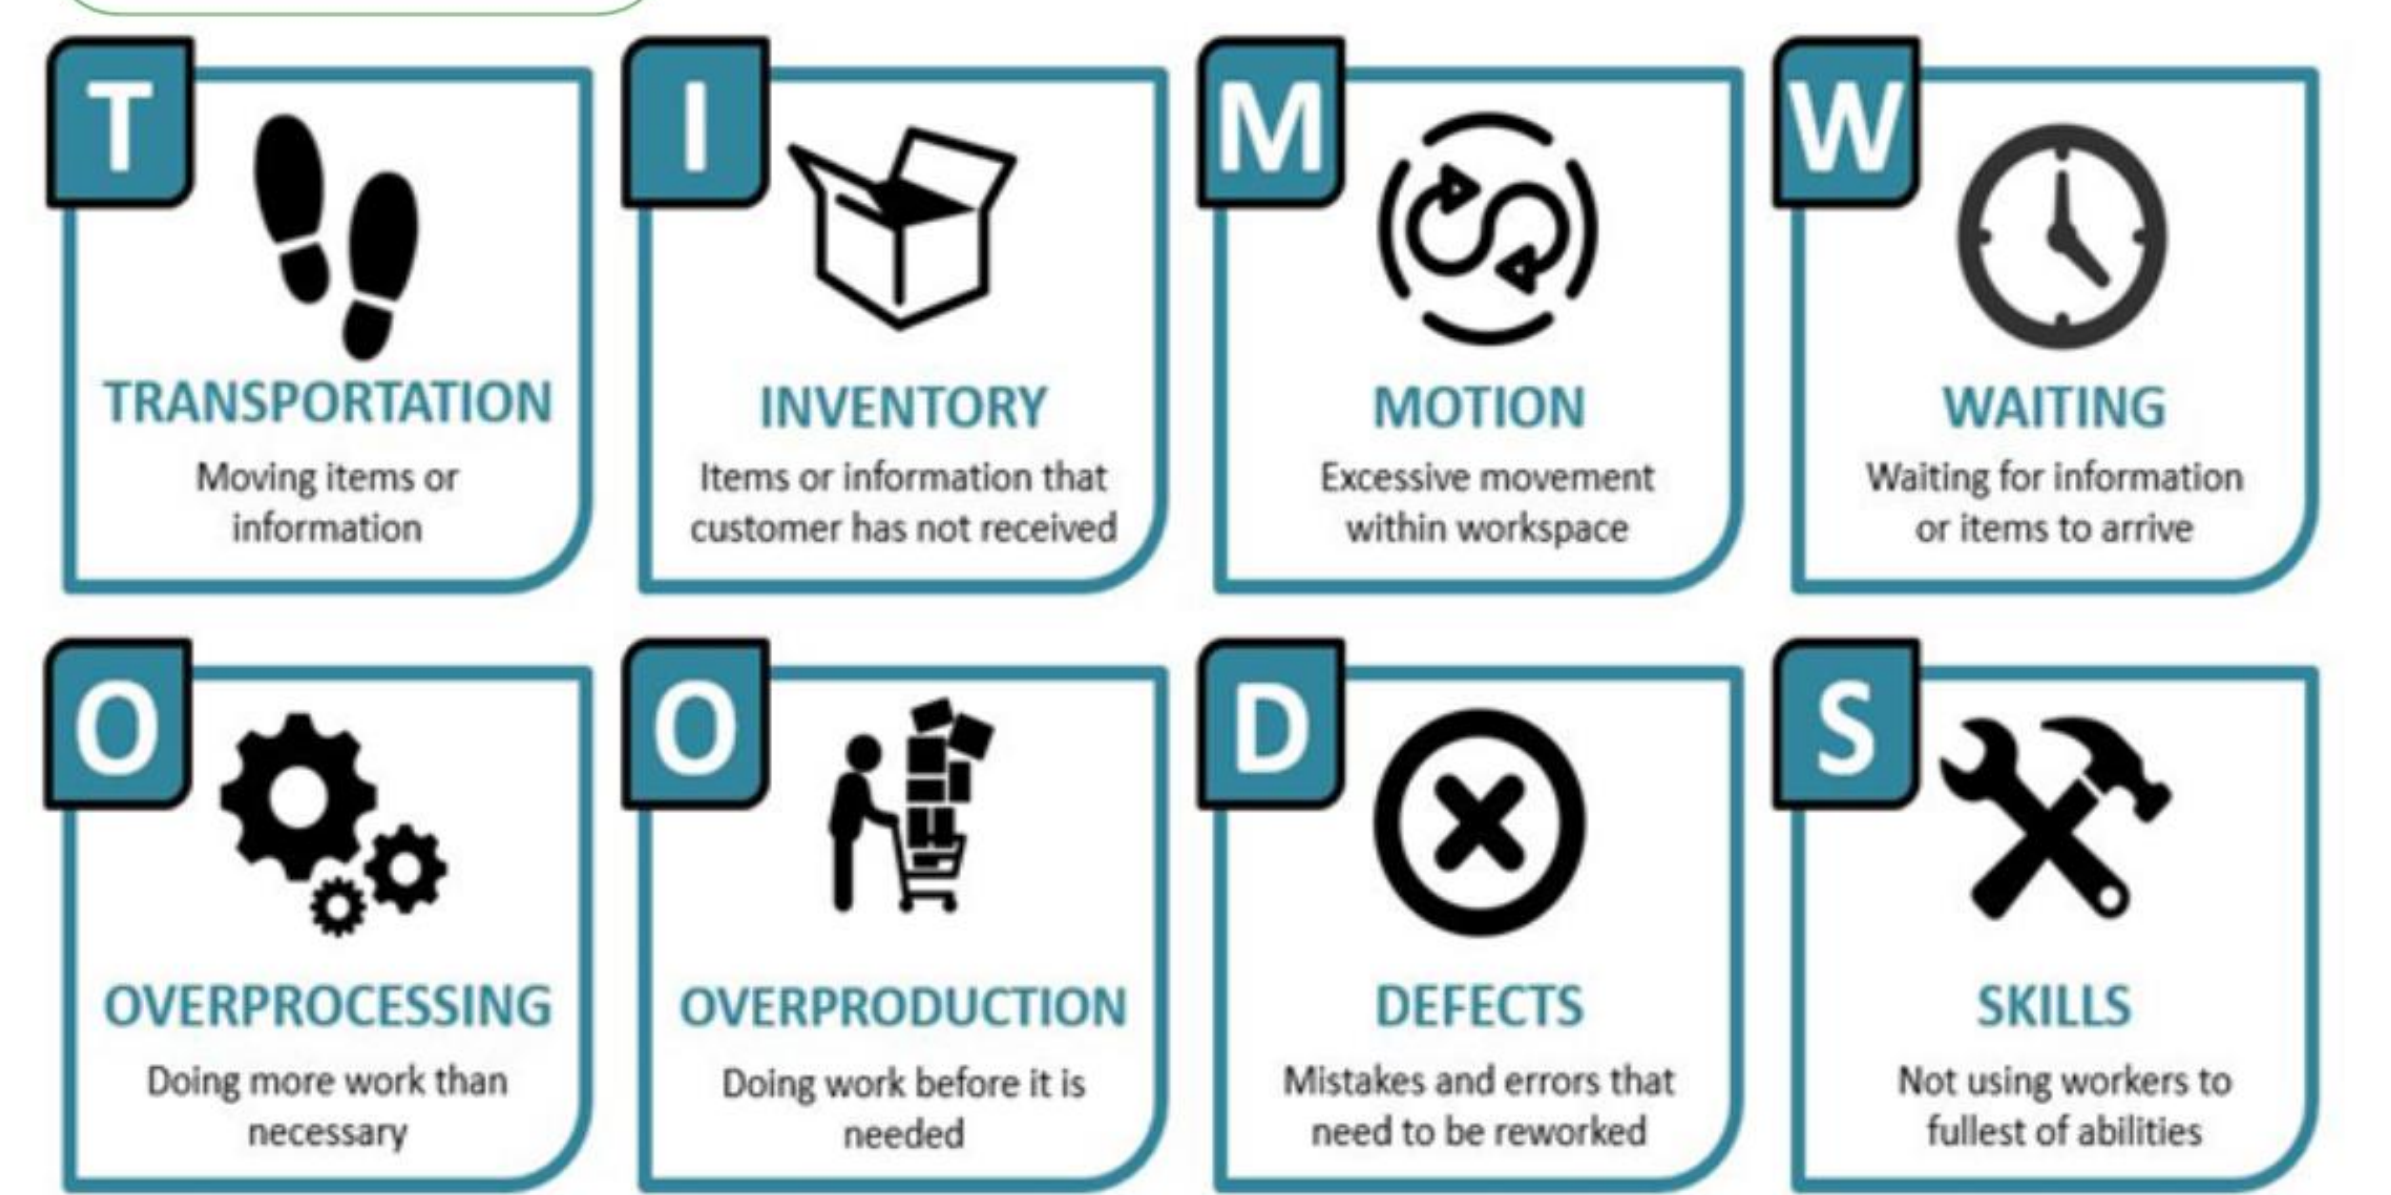 T
I
M
W
TRANSPORTATION
Moving items or
information
INVENTORY
Items or information that
customer has not received
MOTION
Excessive movement
within workspace
WAITING
Waiting for information
or items to arrive
O
O
D
S
OVERPROCESSING
Doing more work than
necessary
OVERPRODUCTION
Doing work before it is
needed
DEFECTS
Mistakes and errors that
need to be reworked
SKILLS
Not using workers to
fullest of abilities